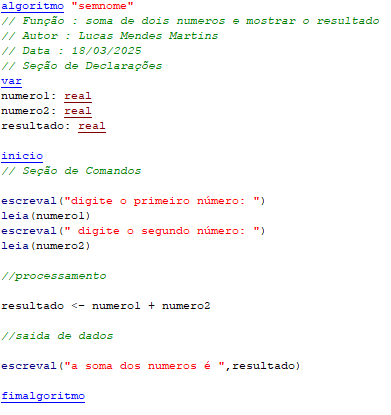 algoritmo "semnome"
// Função : soma de dois numeros e mostrar o resultado
// Autor : Lucas Mendes Martins
// Data : 18/03/2025
// Seção de Declarações
var
numero1: real
numero2: real
resultado: real
inicio
// Seção de Comandos
escreval("digite o primeiro número: ")
leia(numero1)
escreval(" digite o segundo número: ")
leia(numero2)
//processamento
resultado <- numero1 + numero2
//saida de dados
escreval("a soma dos numeros é ",resultado)
fimalgoritmo